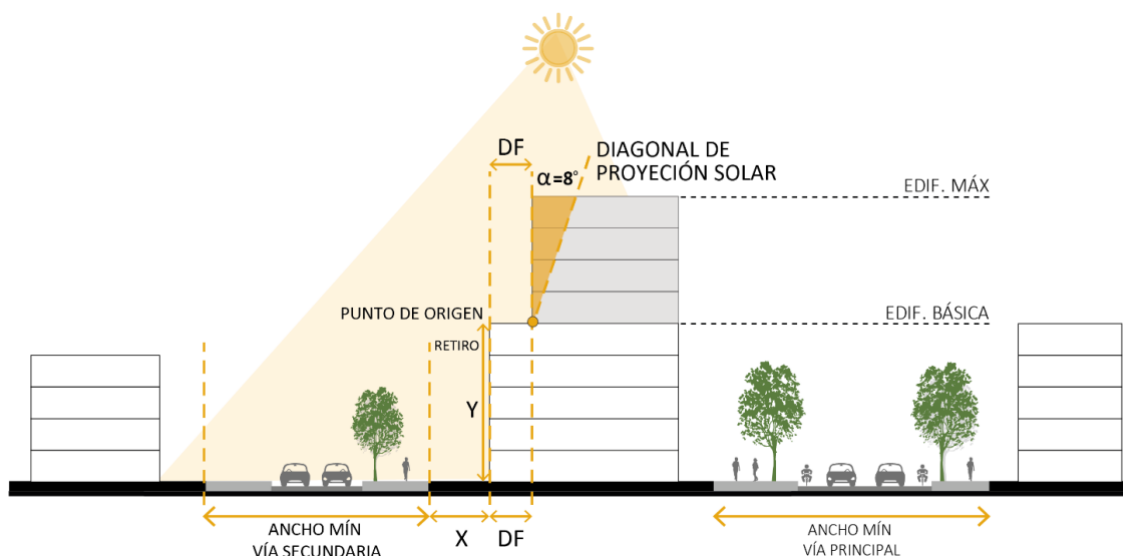 DF
DIAGONAL DE
PROYECIÓN SOLAR
α=8°
EDIF. MÁX
PUNTO DE ORIGEN
EDIF. BÁSICA
RETIRO
Y
ANCHO MÍN
VÍA SECUNDARIA
X
DF
ANCHO MÍN
VÍA PRINCIPAL